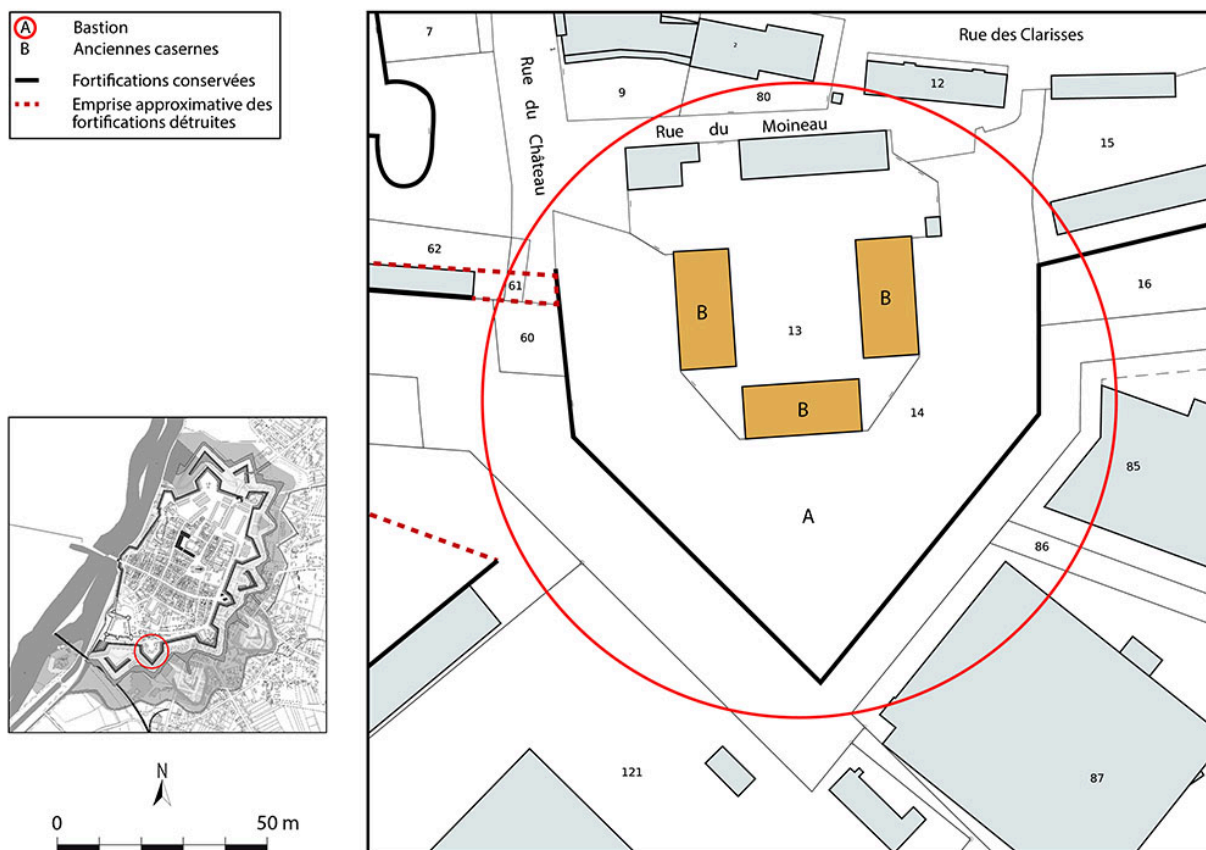 A Bastion
B Anciennes casernes
Fortifications conservées
Emprise approximative des
fortifications détruites
N
0 50 m
Rue des Clarisses
Rue du Château
Rue du Moineau
7
9
2
80
12
15
62
61
60
16
13
14
B
B
B
A
85
86
87
121